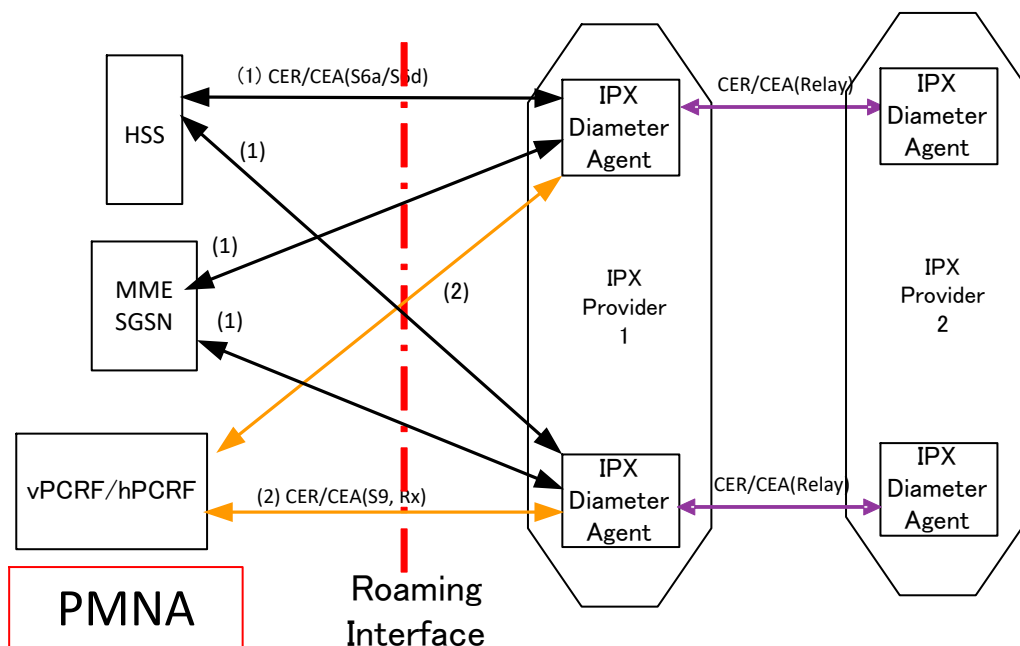 (1) CER/CEA(S6a/S6d)
HSS
(1)
IPX
Diameter
Agent
CER/CEA(Relay)
IPX
Diameter
Agent
MME
SGSN
(1)
(1)
(2)
IPX
Provider
1
IPX
Provider
2
vPCRF/hPCRF
(2) CER/CEA(S9, Rx)
IPX
Diameter
Agent
CER/CEA(Relay)
IPX
Diameter
Agent
PMNA
Roaming
Interface